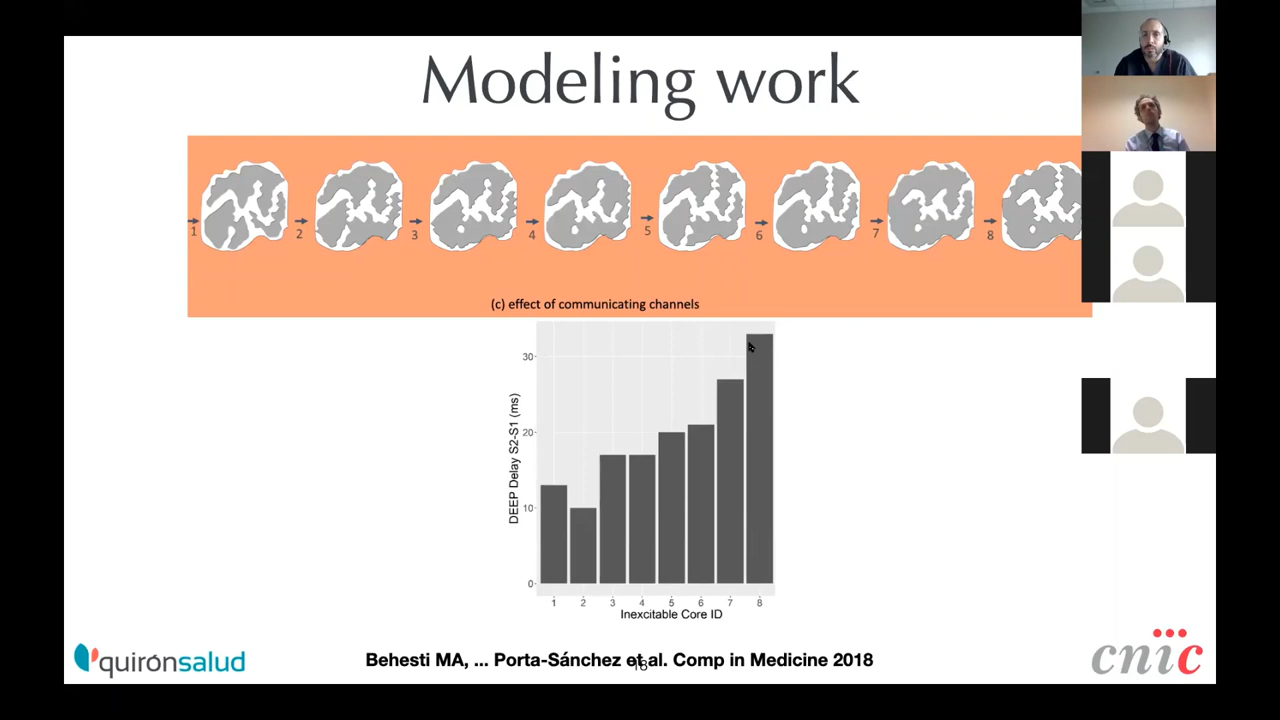 Modeling work
1 2 3 4 5 6 7 8
(c) effect of communicating channels
DEEP Delay S2-S1 (ms)
30
20
10
0
1 2 3 4 5 6 7 8
Inexcitable Core ID
quirónsalud
Behesti MA, ... Porta-Sánchez et al. Comp in Medicine 2018
cnic